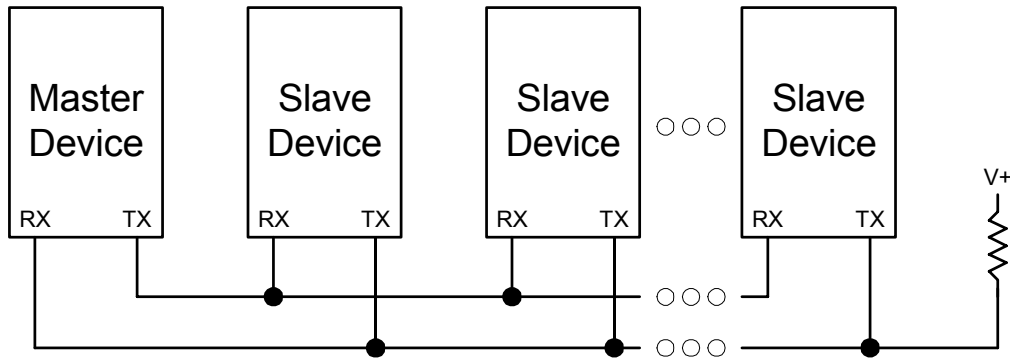 Master
Device
Slave
Device
Slave
Device
Slave
Device
RX TX
RX TX
RX TX
RX TX
V+